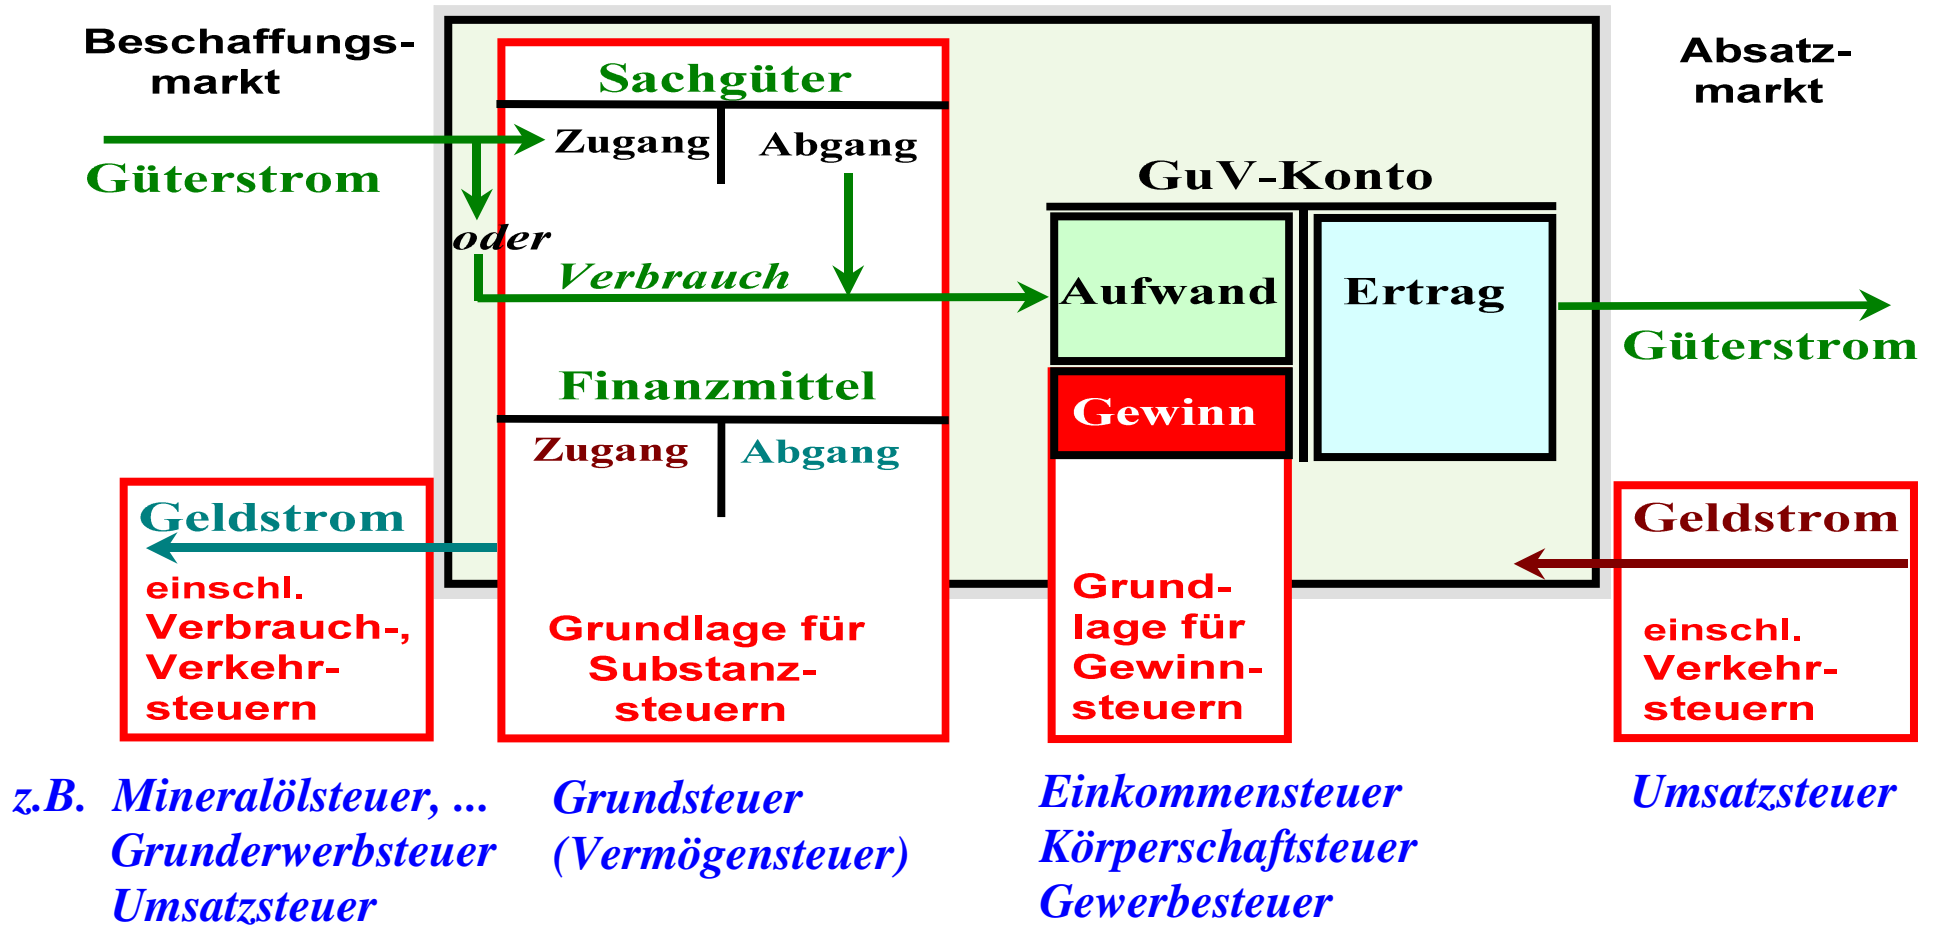 Beschaffungs-
markt
Güterstrom
Sachgüter
Zugang
Abgang
oder
Verbrauch
GuV-Konto
Aufwand
Ertrag
Gewinn
Absatz-
markt
Güterstrom
Finanzmittel
Zugang
Abgang
Geldstrom
einschl.
Verbrauch-,
Verkehr-
steuern
Grundlage für
Substanz-
steuern
Grund-
lage für
Gewinn-
steuern
Geldstrom
einschl.
Verkehr-
steuern
z.B. Mineralölsteuer, ...
Grunderwerbsteuer
Umsatzsteuer
Grundsteuer
(Vermögensteuer)
Einkommensteuer
Körperschaftsteuer
Gewerbesteuer
Umsatzsteuer